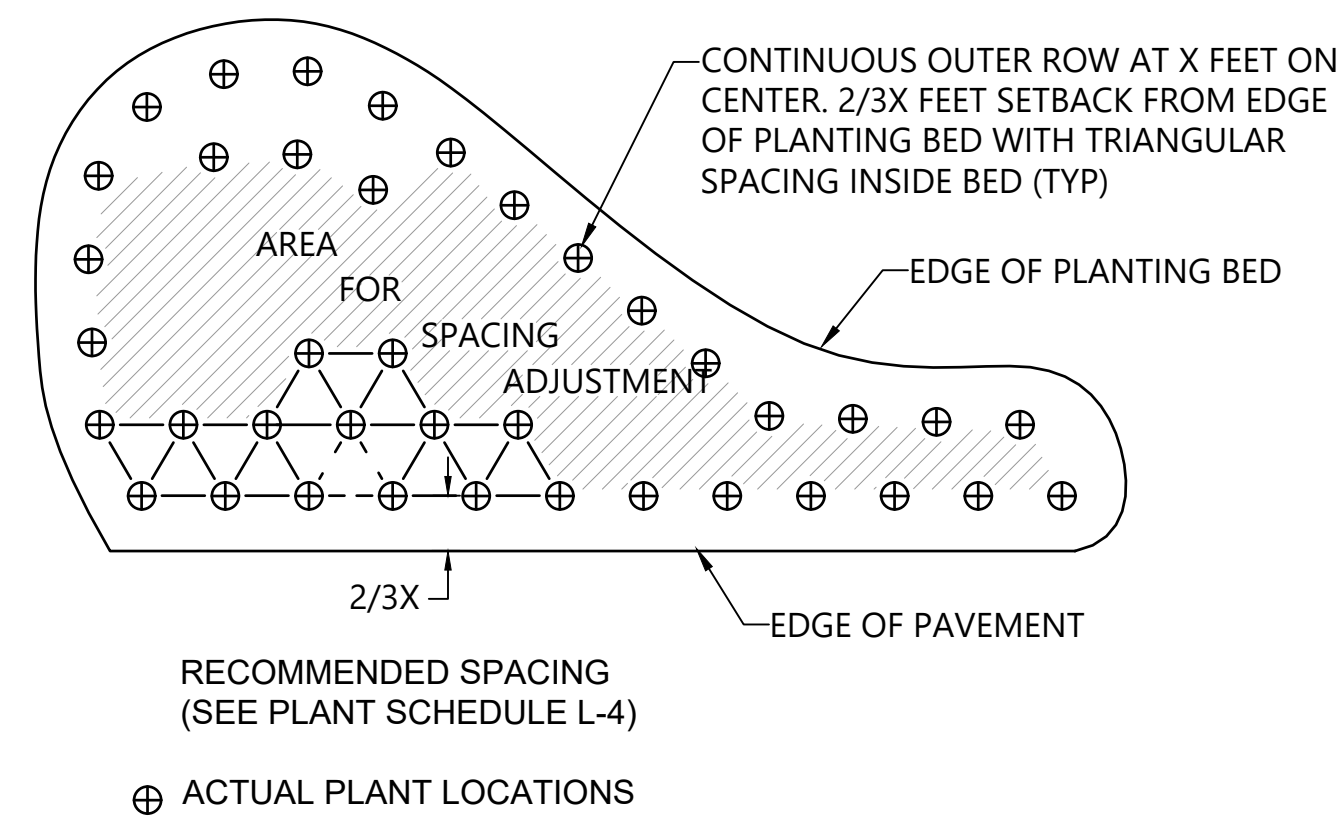 CONTINUOUS OUTER ROW AT X FEET ON
CENTER. 2/3X FEET SETBACK FROM EDGE
OF PLANTING BED WITH TRIANGULAR
SPACING INSIDE BED (TYP)
EDGE OF PLANTING BED
AREA
FOR
SPACING
ADJUSTMENT
2/3X
EDGE OF PAVEMENT
RECOMMENDED SPACING
(SEE PLANT SCHEDULE L-4)
ACTUAL PLANT LOCATIONS